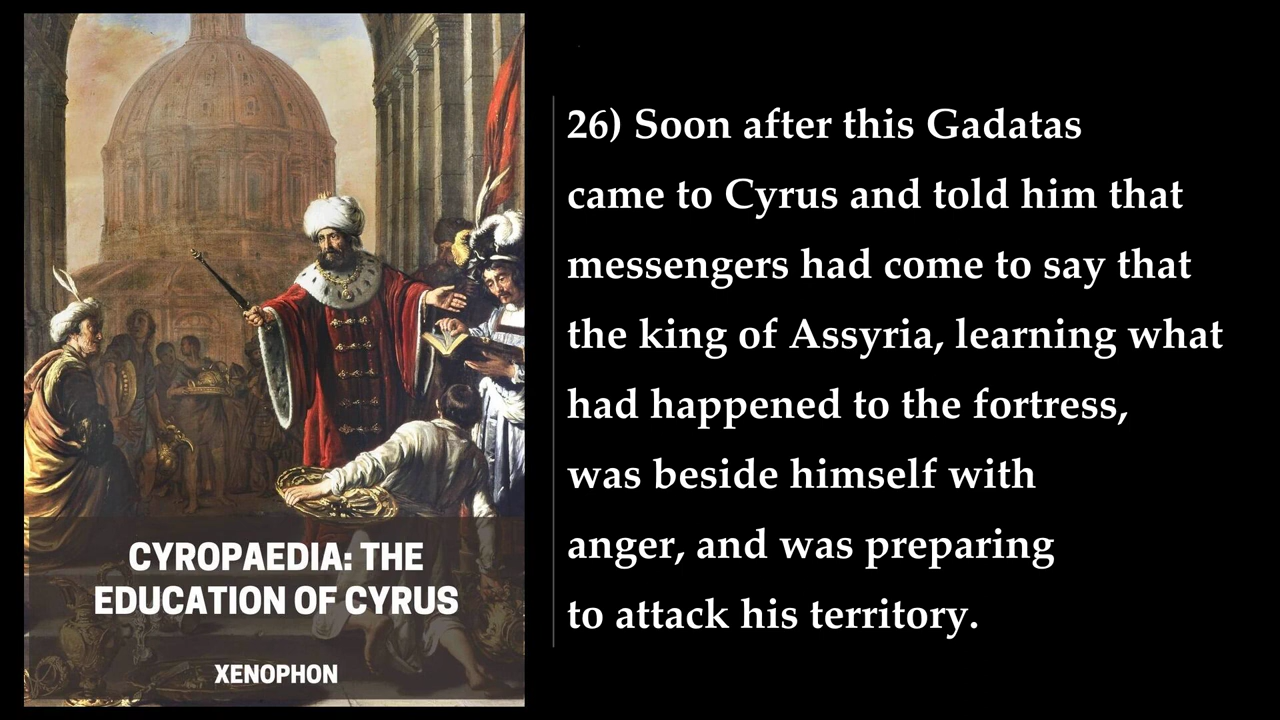 CYROPAEDIA: THE
EDUCATION OF CYRUS
XENOPHON
26) Soon after this Gadatas
came to Cyrus and told him that
messengers had come to say that
the king of Assyria, learning what
had happened to the fortress,
was beside himself with
anger, and was preparing
to attack his territory.